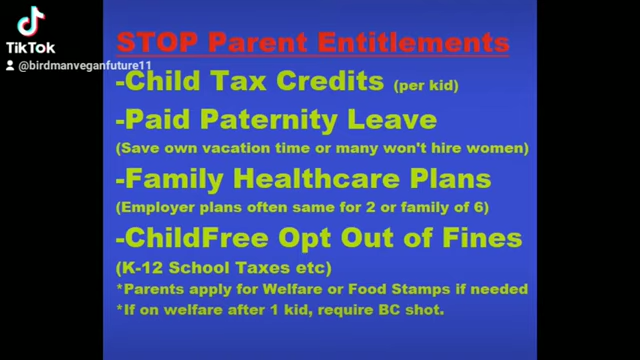 TikTok
@birdmanveganfuture11
STOP Parent Entitlements
-Child Tax Credits (per kid)
-Paid Paternity Leave
(Save own vacation time or many won't hire women)
-Family Healthcare Plans
(Employer plans often same for 2 or family of 6)
-ChildFree Opt Out of Fines
(K-12 School Taxes etc)
*Parents apply for Welfare or Food Stamps if needed
*If on welfare after 1 kid, require BC shot.